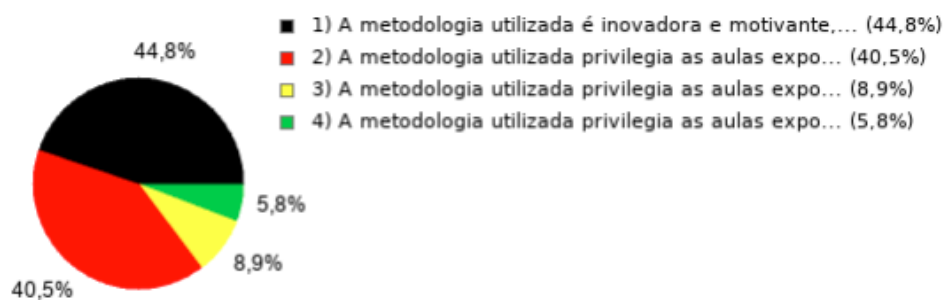 1) A metodologia utilizada é inovadora e motivante,... (44,8%)
2) A metodologia utilizada privilegia as aulas expo... (40,5%)
3) A metodologia utilizada privilegia as aulas expo... (8,9%)
4) A metodologia utilizada privilegia as aulas expo... (5,8%)
44,8%
5,8%
8,9%
40,5%